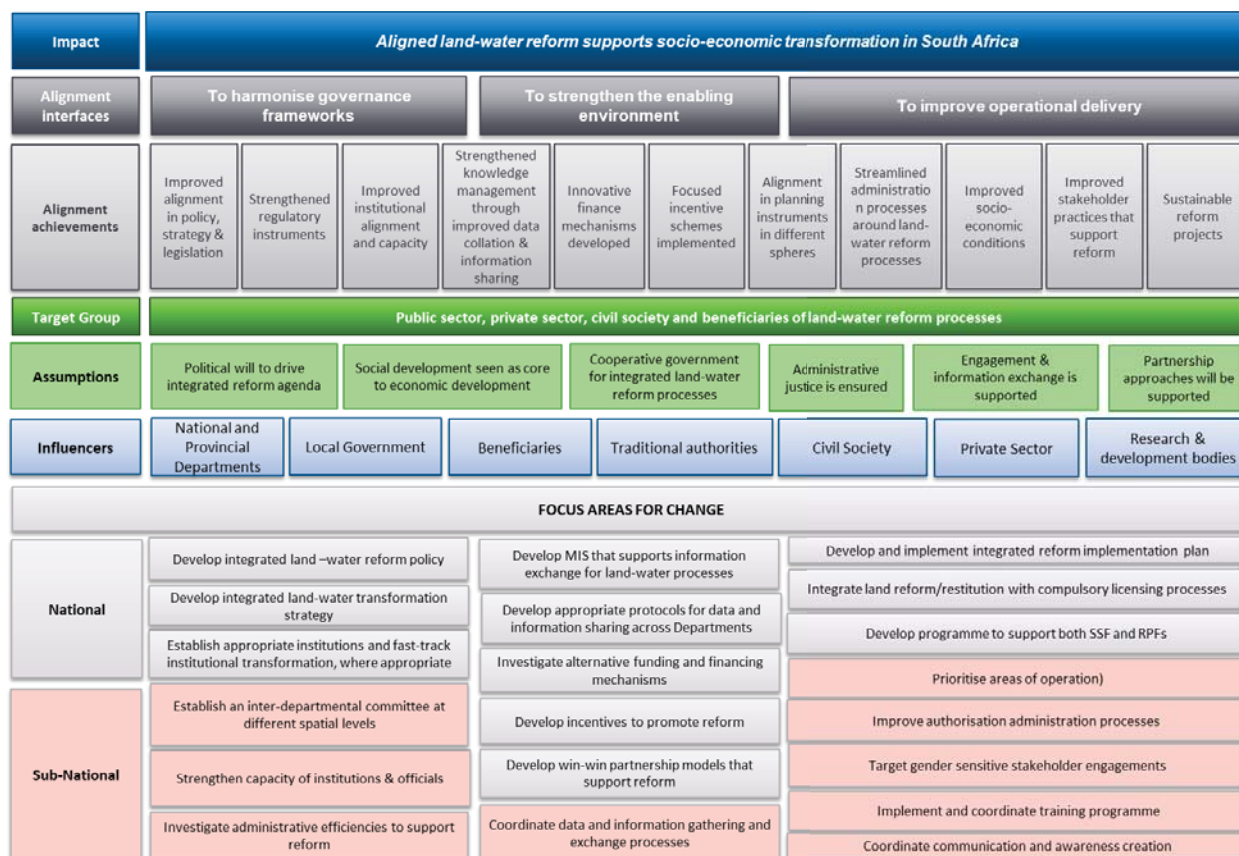 Impact
Aligned land-water reform supports socio-economic transformation in South Africa
Alignment
interfaces
To harmonise governance
frameworks
To strengthen the enabling
environment
To improve operational delivery
Alignment
achievements
Improved
alignment
in policy,
strategy &
legislation
Strengthened
regulatory
instruments
Improved
institutional
alignment
and capacity
Strengthened
knowledge
management
through
improved data
collation &
information
sharing
Innovative
finance
mechanisms
developed
Focused
incentive
schemes
implemented
Alignment
in planning
instruments
in different
spheres
Streamlined
administratio
n processes
around land-
water reform
processes
Improved
socio-
economic
conditions
Improved
stakeholder
practices that
support
reform
Sustainable
reform
projects
Target Group
Public sector, private sector, civil society and beneficiaries of land-water reform processes
Assumptions
Political will to drive
integrated reform agenda
Social development seen as core
to economic development
Cooperative government
for integrated land-water
reform processes
Administrative
justice is ensured
Engagement &
information exchange is
supported
Partnership
approaches will be
supported
Influencers
National and
Provincial
Departments
Local Government
Beneficiaries
Traditional authorities
Civil Society
Private Sector
Research &
development bodies
FOCUS AREAS FOR CHANGE
National
Develop integrated land –water reform policy
Develop integrated land-water transformation
strategy
Establish appropriate institutions and fast-track
institutional transformation, where appropriate
Sub-National
Establish an inter-departmental committee at
different spatial levels
Strengthen capacity of institutions & officials
Investigate administrative efficiencies to support
reform
Develop MIS that supports information
exchange for land-water processes
Develop appropriate protocols for data and
information sharing across Departments
Investigate alternative funding and financing
mechanisms
Develop incentives to promote reform
Develop win-win partnership models that
support reform
Coordinate data and information gathering and
exchange processes
Develop and implement integrated reform implementation plan
Integrate land reform/restitution with compulsory licensing processes
Develop programme to support both SSF and RPFs
Prioritise areas of operation)
Improve authorisation administration processes
Target gender sensitive stakeholder engagements
Implement and coordinate training programme
Coordinate communication and awareness creation